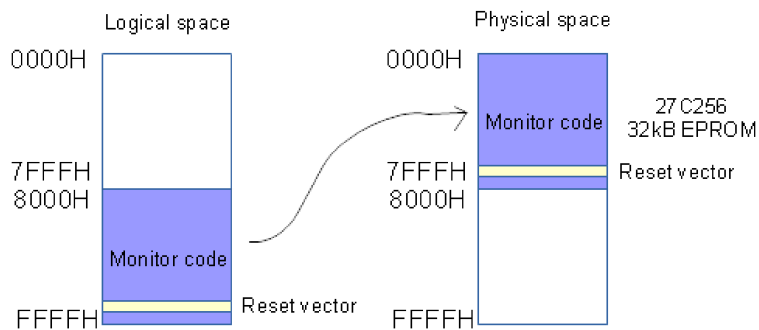 Logical space
0000H
7FFFH
8000H
Monitor code
Reset vector
FFFFH
Physical space
0000H
Monitor code
27C256
32kB EPROM
7FFFH
Reset vector
8000H
FFFFH